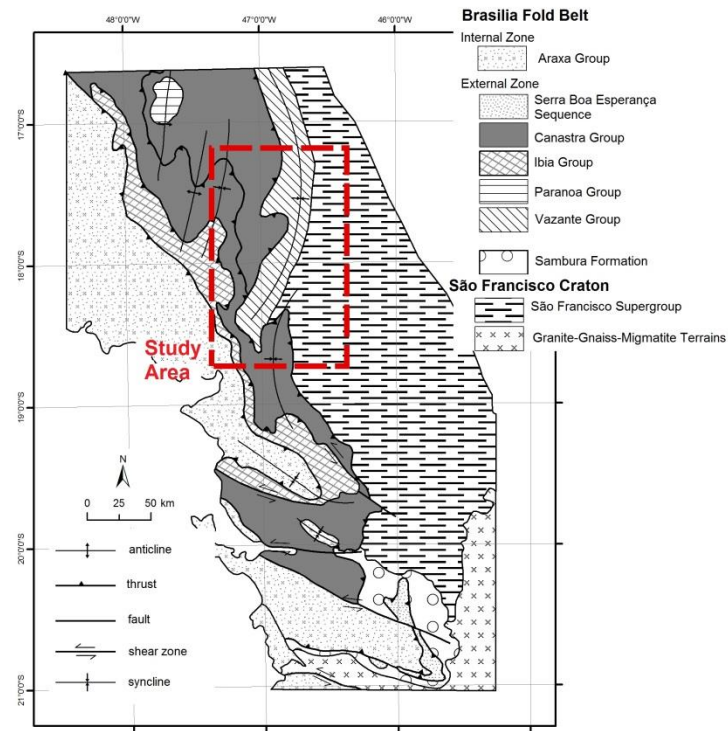 48°0'0"S
47°0'0"S
46°0'0"S
17°0'0"S
18°0'0"S
19°0'0"S
20°0'0"S
21°0'0"S
Study
Area
N
0 25 50 km
anticline
thrust
fault
shear zone
syncline
Brasilia Fold Belt
Internal Zone
Araxa Group
External Zone
Serra Boa Esperança
Sequence
Canastra Group
Ibia Group
Paranoa Group
Vazante Group
Sambura Formation
São Francisco Craton
São Francisco Supergroup
Granite-Gnaiss-Migmatite Terrains